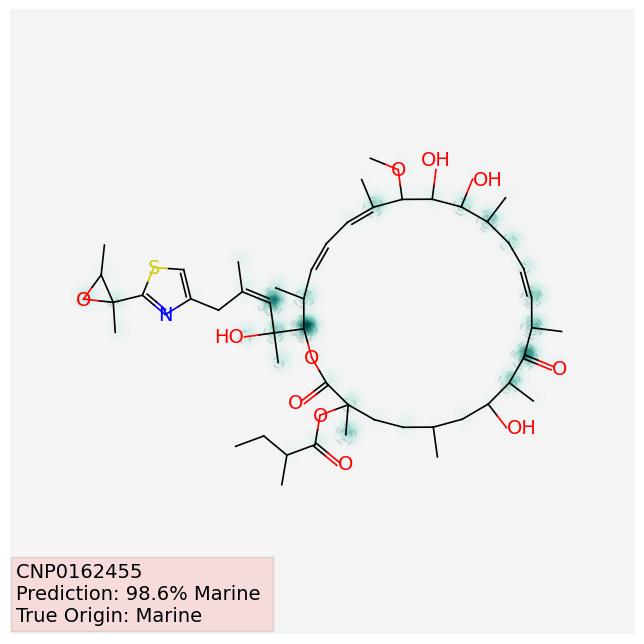 O
OH
OH
S
O
N
HO
O
O
O
O
OH
O
CNP0162455
Prediction: 98.6% Marine
True Origin: Marine